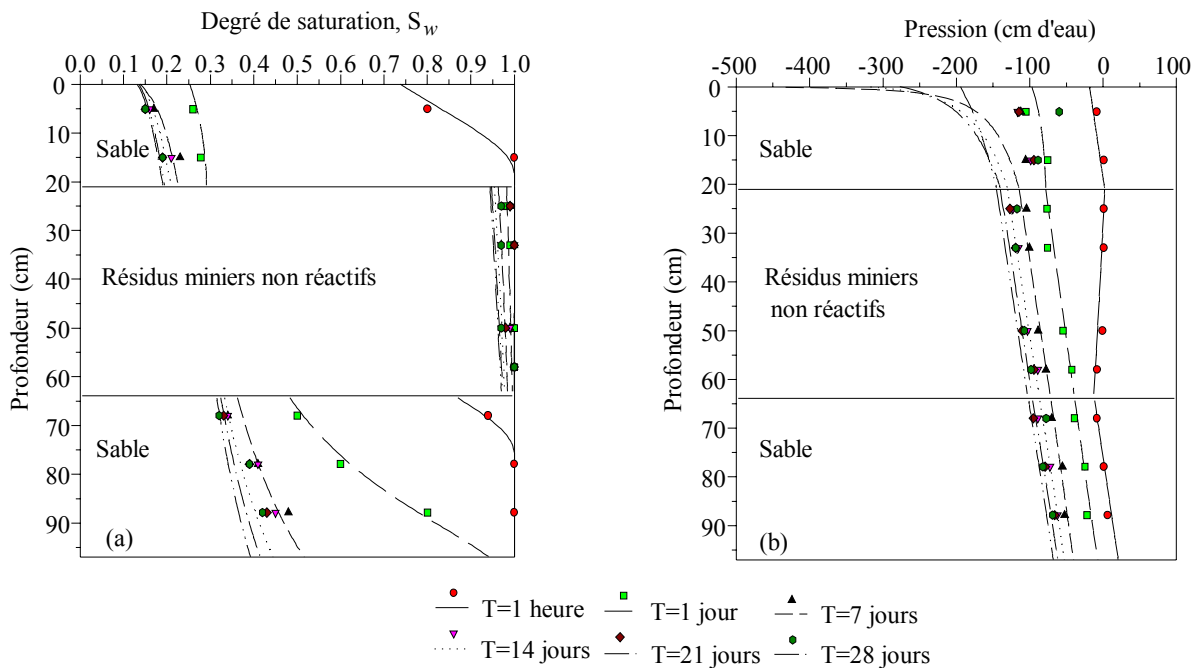 Degré de saturation, Sw
0.0 0.1 0.2 0.3 0.4 0.5 0.6 0.7 0.8 0.9 1.0
Profondeur (cm)
0
10
20
30
40
50
60
70
80
90
Sable
Résidus miniers non réactifs
Sable
(a)
Pression (cm d'eau)
-500 -400 -300 -200 -100 0 100
Profondeur (cm)
0
10
20
30
40
50
60
70
80
90
Sable
Résidus miniers
non réactifs
Sable
(b)
T=1 heure T=1 jour T=7 jours
T=14 jours T=21 jours T=28 jours